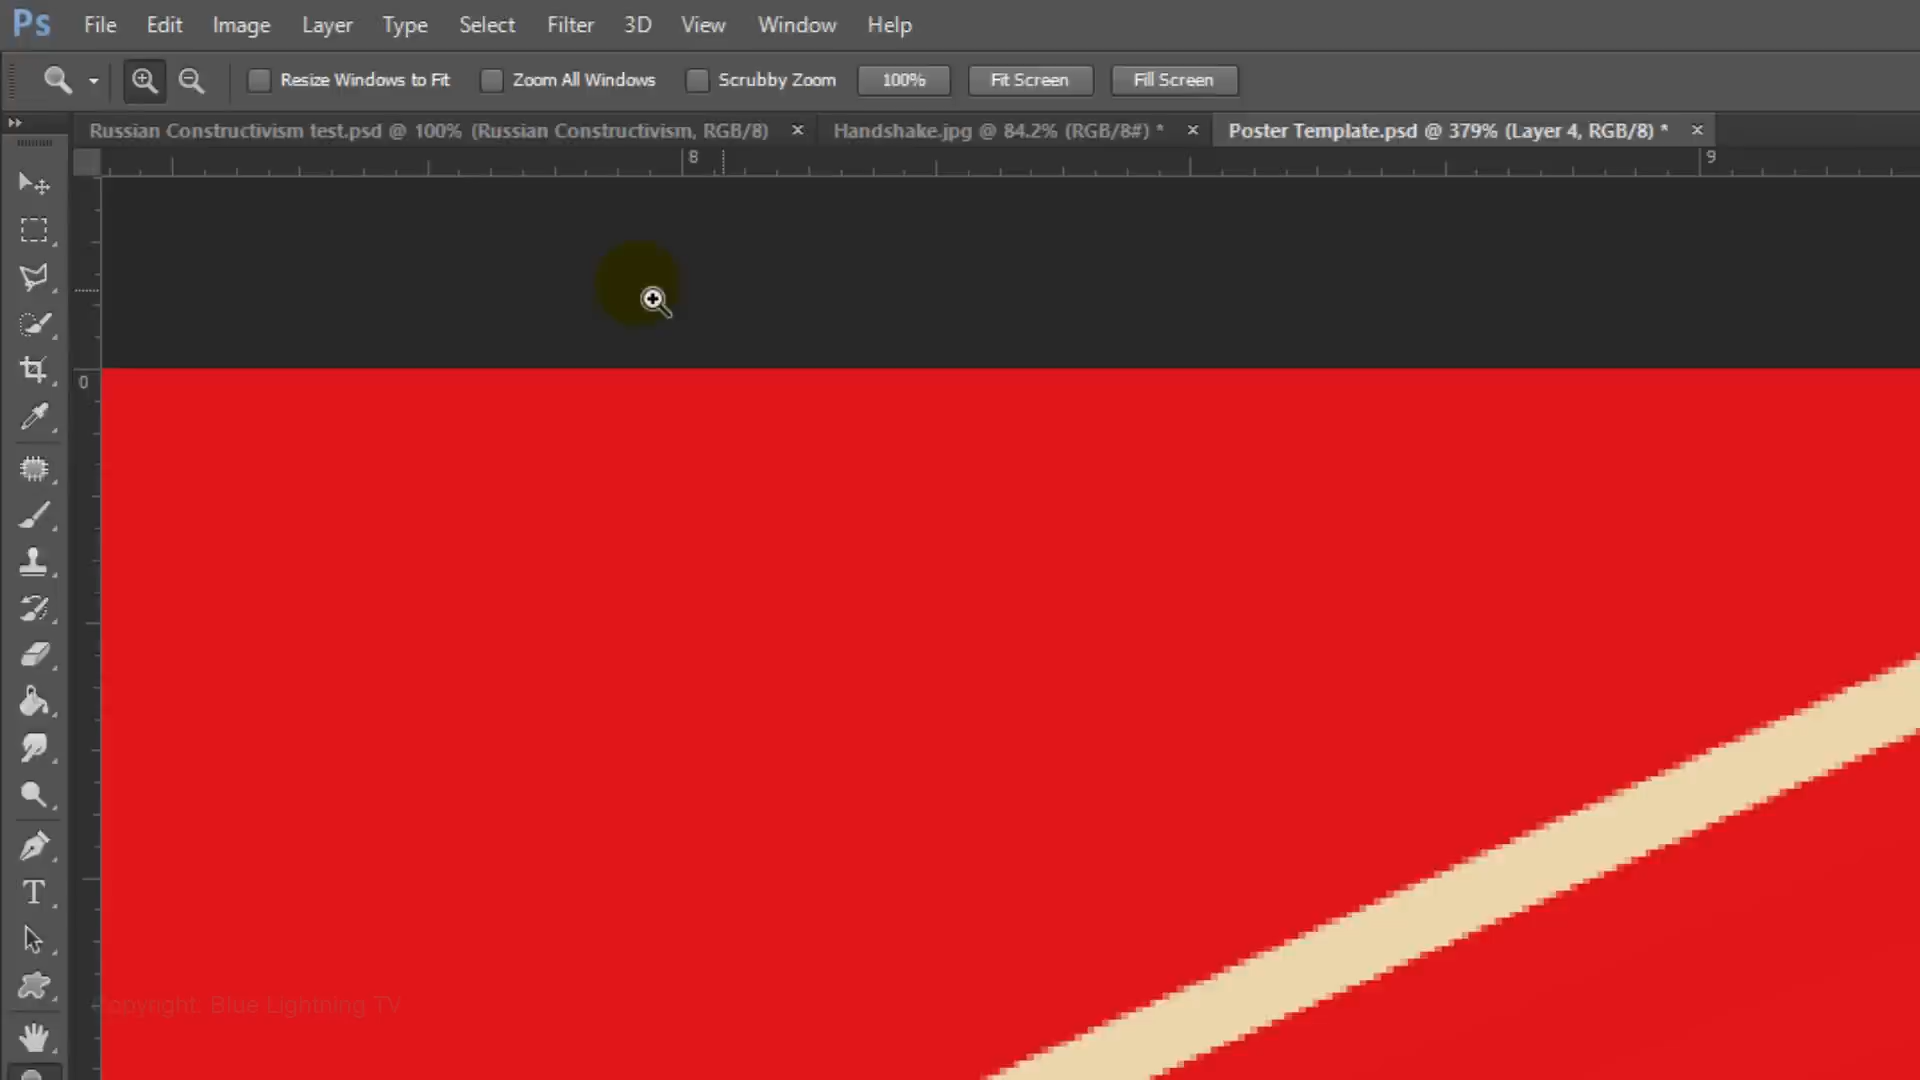 Ps File Edit Image Layer Type Select Filter 3D View Window Help
Resize Windows to Fit Zoom All Windows Scrubby Zoom 100% Fit Screen Fill Screen
Russian Constructivism test.psd @ 100% (Russian Constructivism, RGB/8) × Handshake.jpg @ 84.2% (RGB/8#) * × Poster Template.psd @ 379% (Layer 4, RGB/8) * ×
8 9
0
T
Copyright: Blue Lightning TV